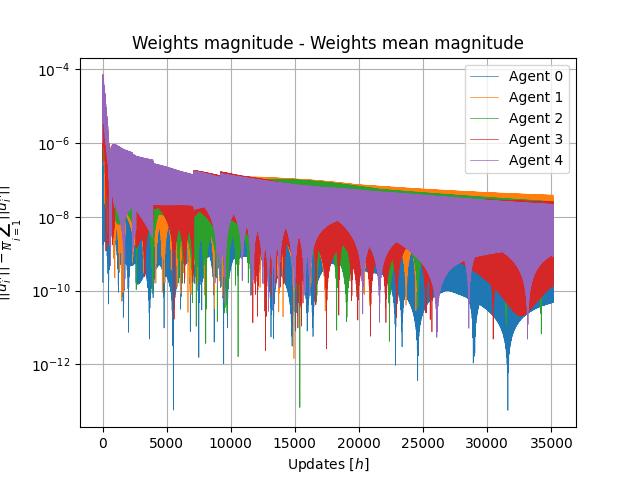 Weights magnitude - Weights mean magnitude
10⁻⁴
10⁻⁶
10⁻⁸
10⁻¹⁰
10⁻¹²
0 5000 10000 15000 20000 25000 30000 35000
Updates [h]
Agent 0
Agent 1
Agent 2
Agent 3
Agent 4